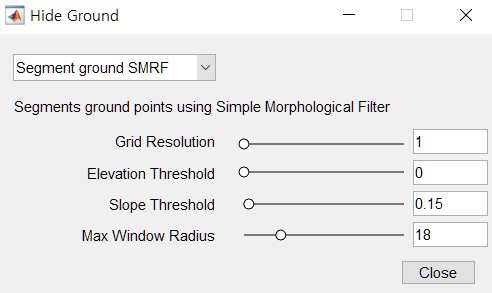 Hide Ground
Segment ground SMRF
Segments ground points using Simple Morphological Filter
Grid Resolution 1
Elevation Threshold 0
Slope Threshold 0.15
Max Window Radius 18
Close